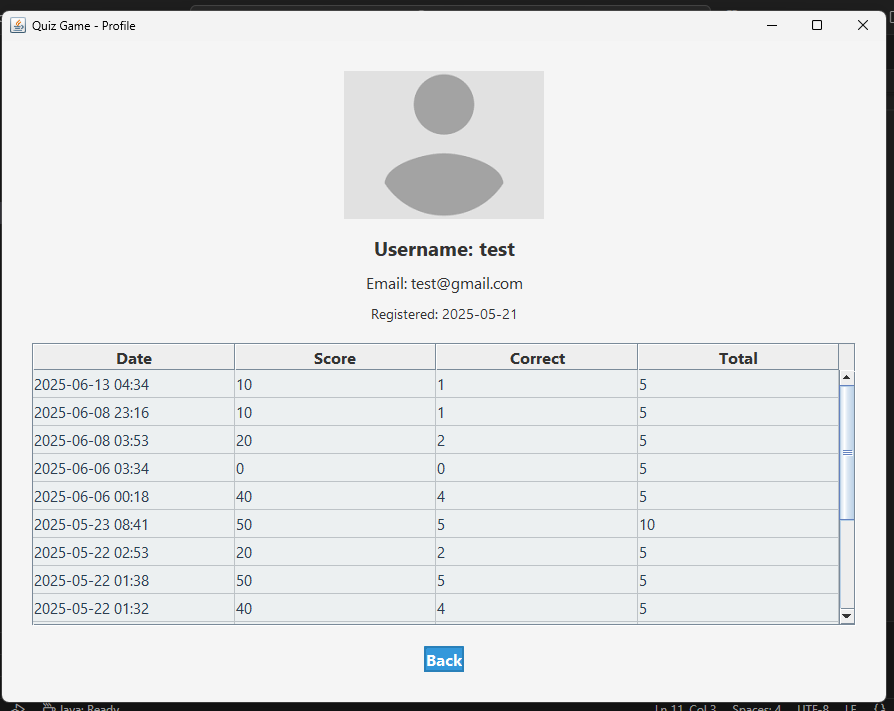 Quiz Game - Profile
Username: test
Email: test@gmail.com
Registered: 2025-05-21
Date Score Correct Total
2025-06-13 04:34 10 1 5
2025-06-08 23:16 10 1 5
2025-06-08 03:53 20 2 5
2025-06-06 03:34 0 0 5
2025-06-06 00:18 40 4 5
2025-05-23 08:41 50 5 10
2025-05-22 02:53 20 2 5
2025-05-22 01:38 50 5 5
2025-05-22 01:32 40 4 5
Back
Java: Ready Ln 11, Col 3 Spaces: 4 UTF-8 LF {}